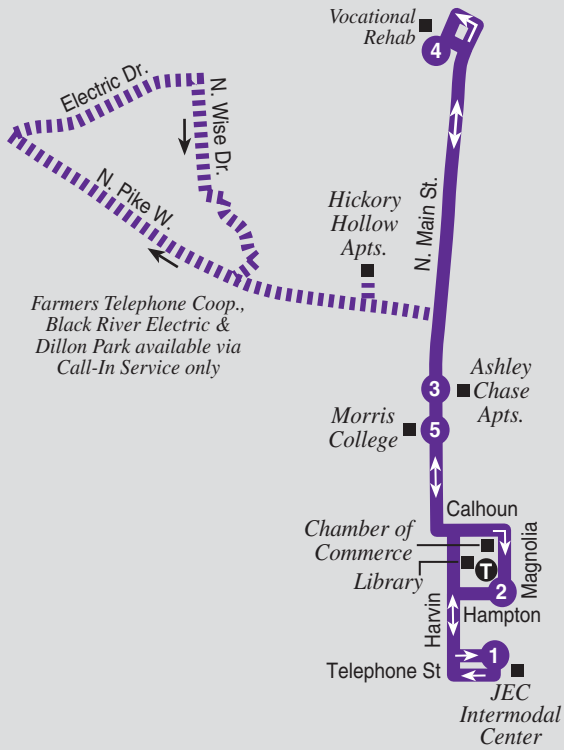 Vocational
Rehab
4
Electric Dr.
N. Wise Dr.
N. Pike W.
Hickory
Hollow
Apts.
N. Main St.
Farmers Telephone Coop.,
Black River Electric &
Dillon Park available via
Call-In Service only
3
Ashley
Chase
Apts.
Morris
College
5
Calhoun
Chamber of
Commerce
Library
T
Magnolia
2
Hampton
Harvin
1
Telephone St
JEC
Intermodal
Center